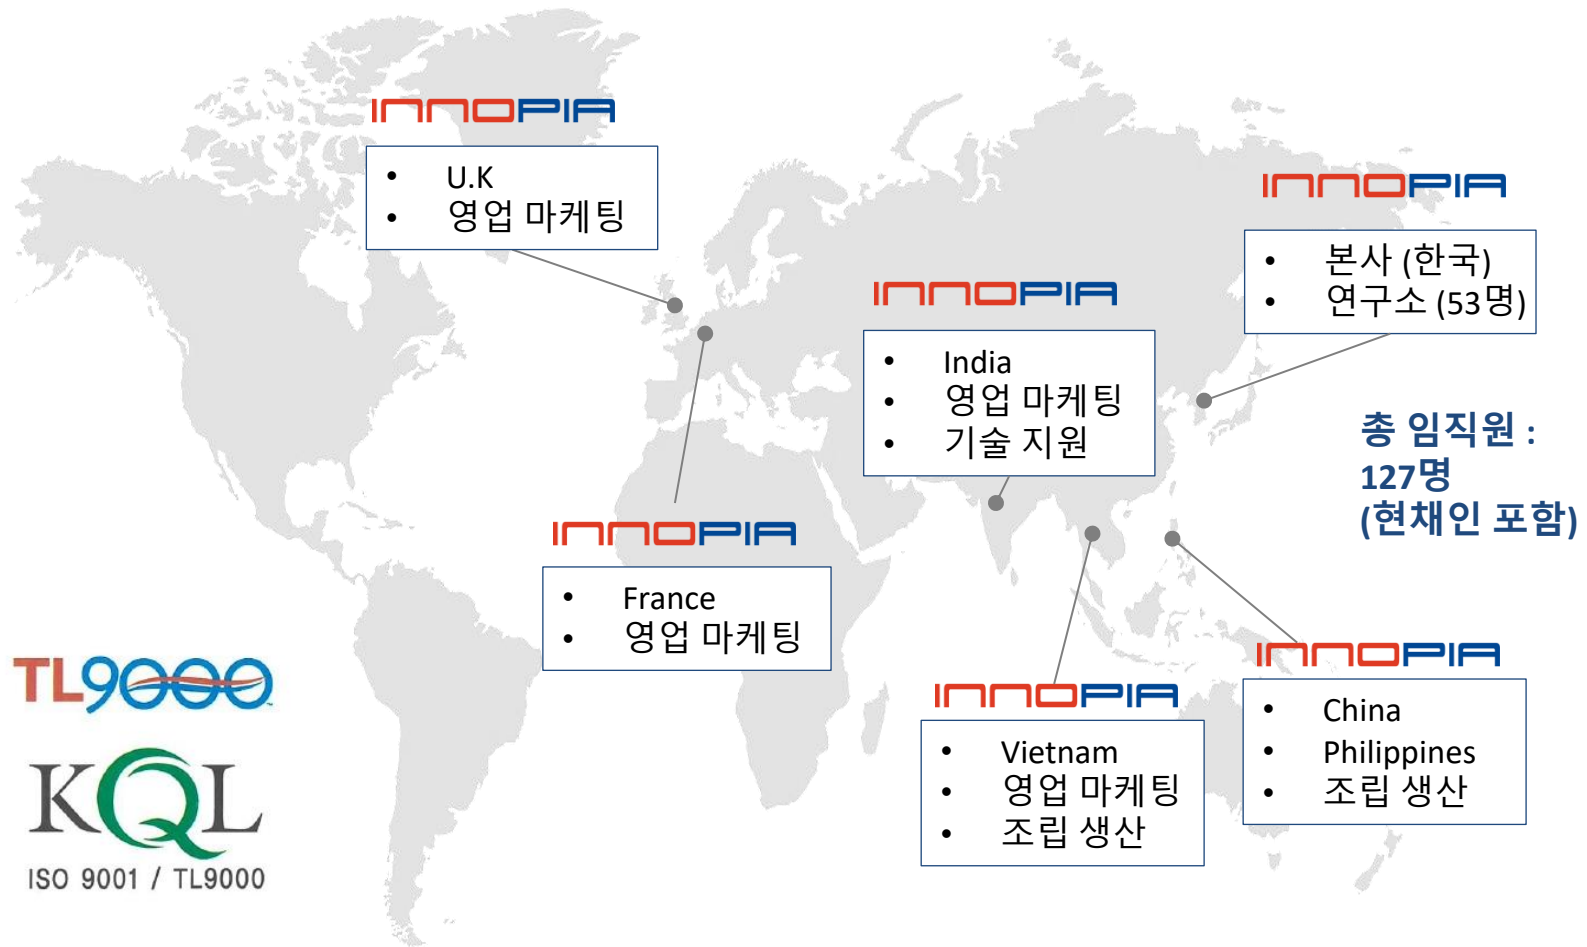 INNOPIA
• U.K
• 영업 마케팅
INNOPIA
• 본사 (한국)
• 연구소 (53명)
INNOPIA
• India
• 영업 마케팅
• 기술 지원
총 임직원 :
127명
(현채인 포함)
INNOPIA
• France
• 영업 마케팅
INNOPIA
• Vietnam
• 영업 마케팅
• 조립 생산
INNOPIA
• China
• Philippines
• 조립 생산
TL9000
KQL
ISO 9001 / TL9000